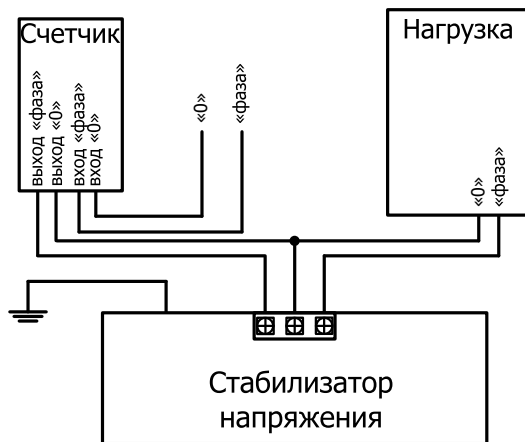 Счетчик
Нагрузка
выход «фаза»
выход «0»
вход «фаза»
вход «0»
«0»
«фаза»
«0»
«фаза»
Стабилизатор
напряжения